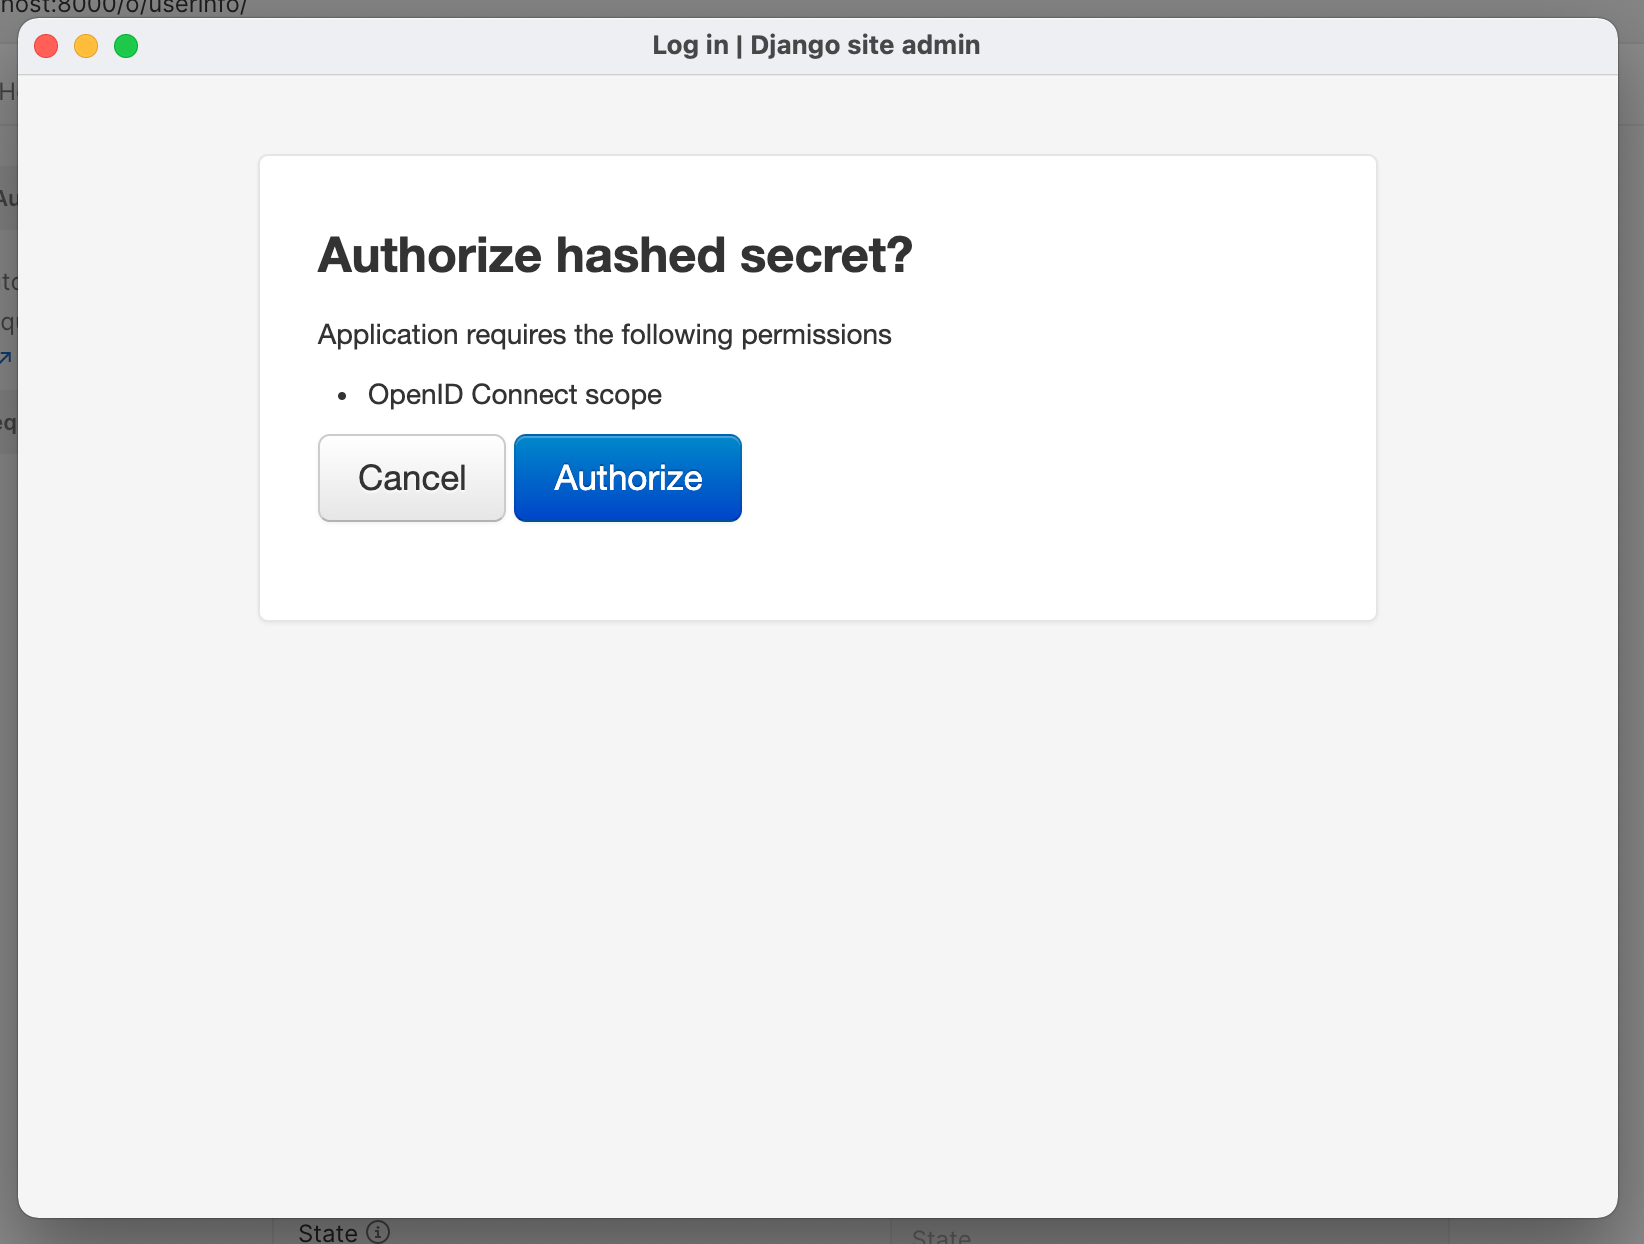 host:8000/o/userinfo/
Log in | Django site admin
Authorize hashed secret?
Application requires the following permissions
• OpenID Connect scope
Cancel
Authorize
State
State